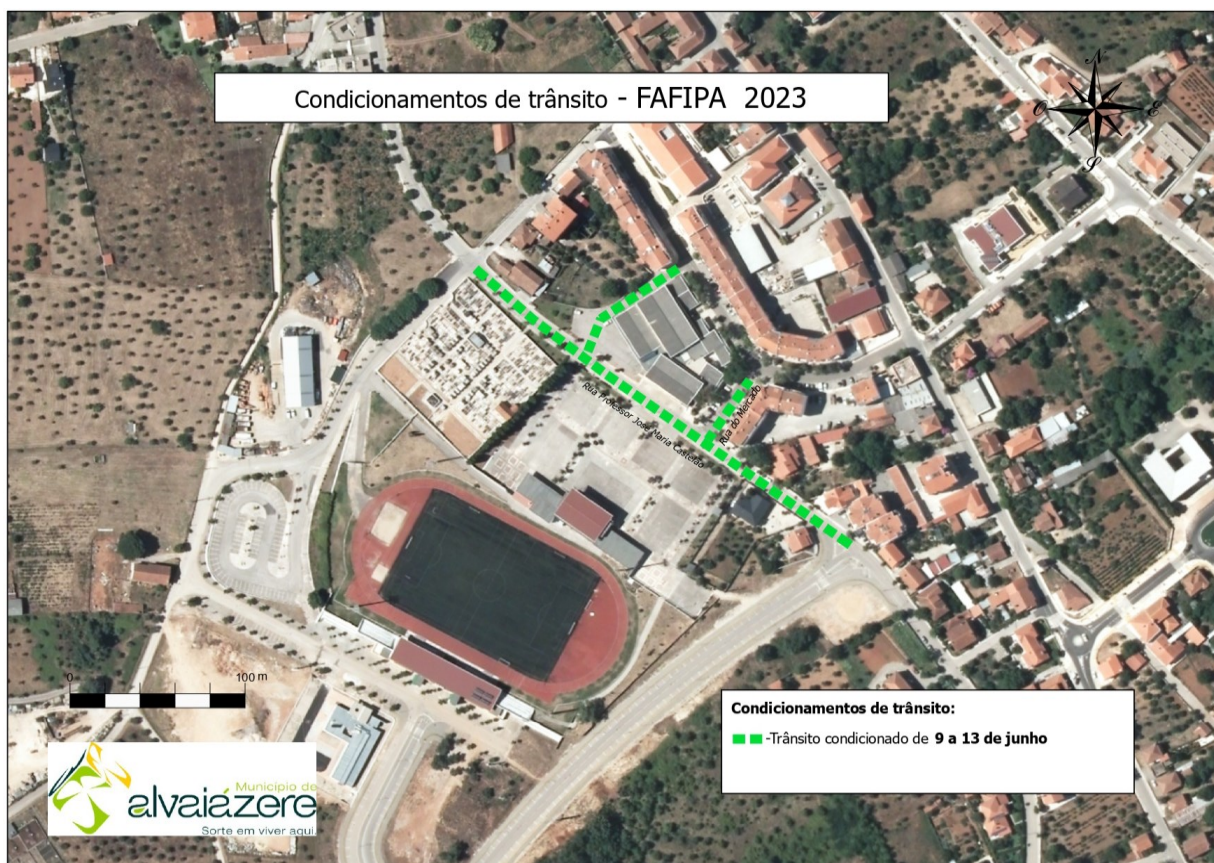 Condicionamentos de trânsito - FAFIPA 2023
N
O
E
S
Rua Professor José Maria Castelão
Rua do Mercado
0
100 m
Condicionamentos de trânsito:
-Trânsito condicionado de 9 a 13 de junho
Município de
alvaiázere
Sorte em viver aqui.